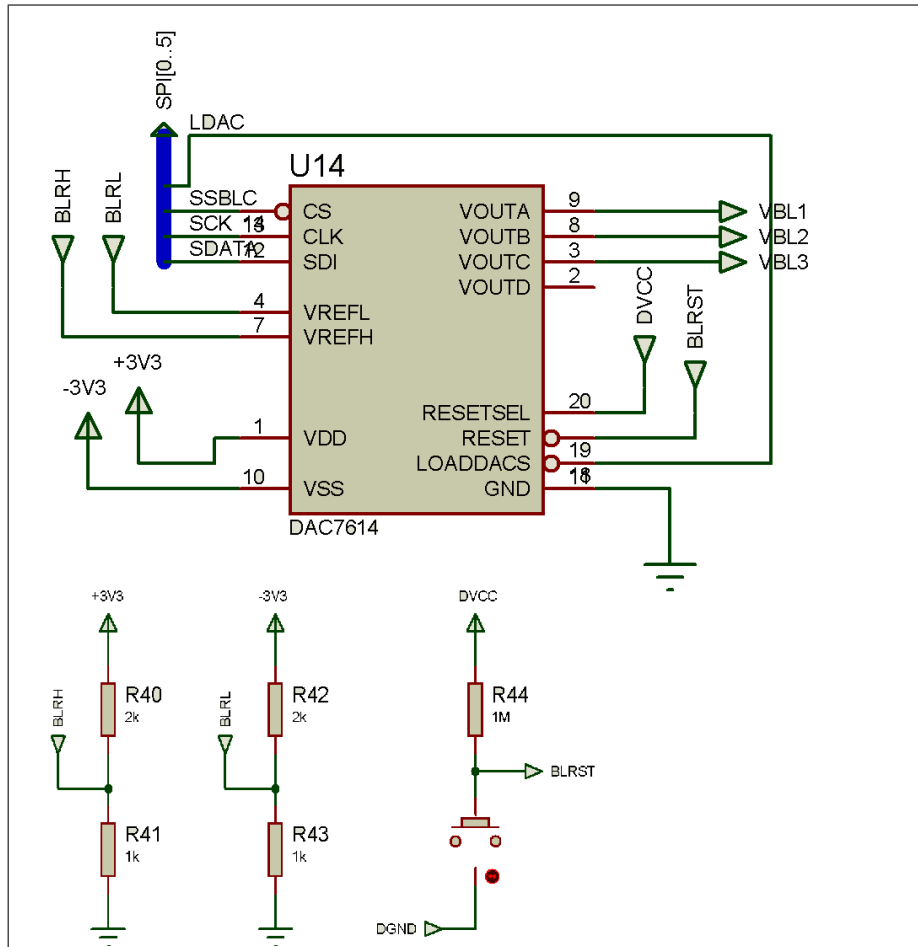 SPI[0..5]
LDAC
U14
BLRH
BLRL
SSBLC
CS
VOUTA
9
VBL1
SCK
CLK
VOUTB
8
VBL2
SDATA
12
SDI
VOUTC
3
VBL3
VOUTD
2
4
VREFL
7
VREFH
DVCC
BLRST
+3V3
-3V3
RESETSEL
20
1
VDD
RESET
LOADDACS
19
10
VSS
GND
DAC7614
+3V3
-3V3
DVCC
BLRH
R40
2k
BLRL
R42
2k
R44
1M
BLRST
R41
1k
R43
1k
DGND